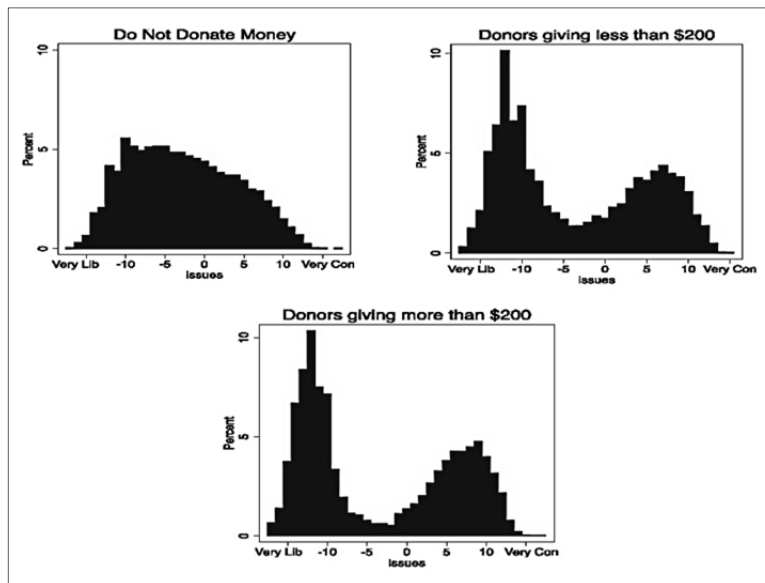 Do Not Donate Money
10
5
0
Percent
Very Lib -10 -5 0 5 10 Very Con
issues
Donors giving less than $200
10
5
0
Percent
Very Lib -10 -5 0 5 10 Very Con
issues
Donors giving more than $200
10
5
0
Percent
Very Lib -10 -5 0 5 10 Very Con
issues